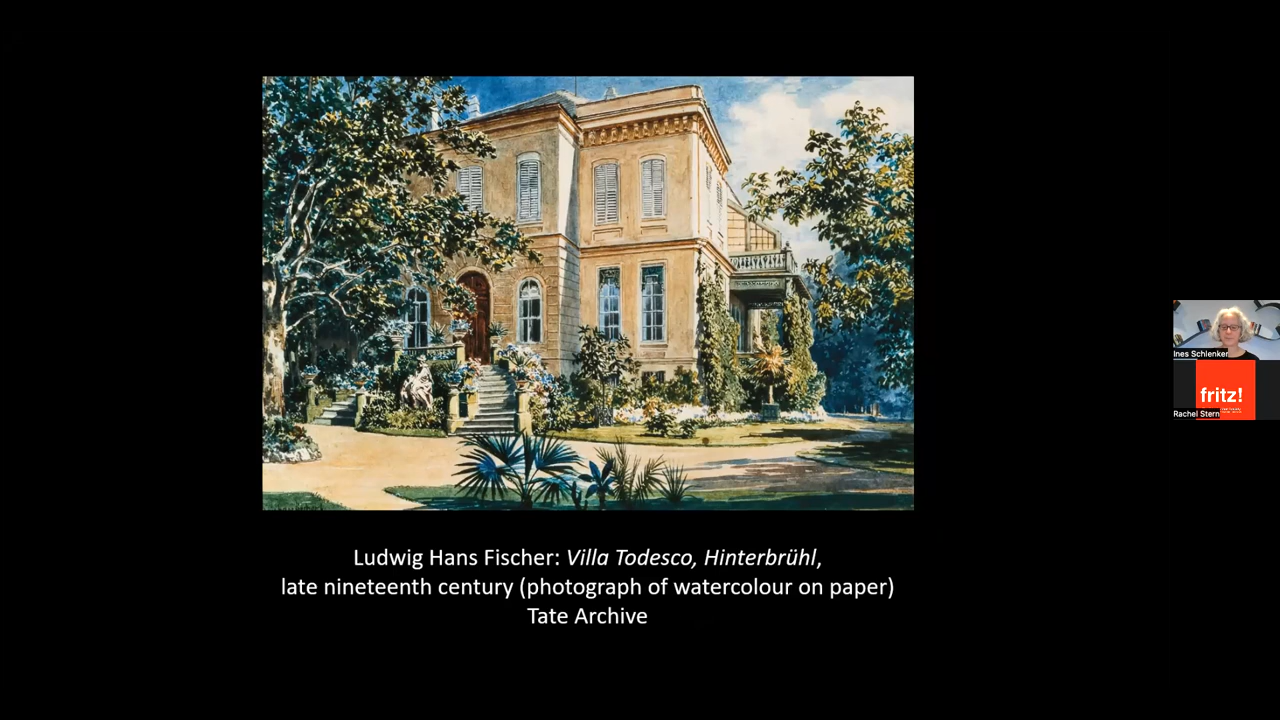 Ludwig Hans Fischer: Villa Todesco, Hinterbrühl,
late nineteenth century (photograph of watercolour on paper)
Tate Archive
Ines Schlenker
fritz!
Rachel Stern